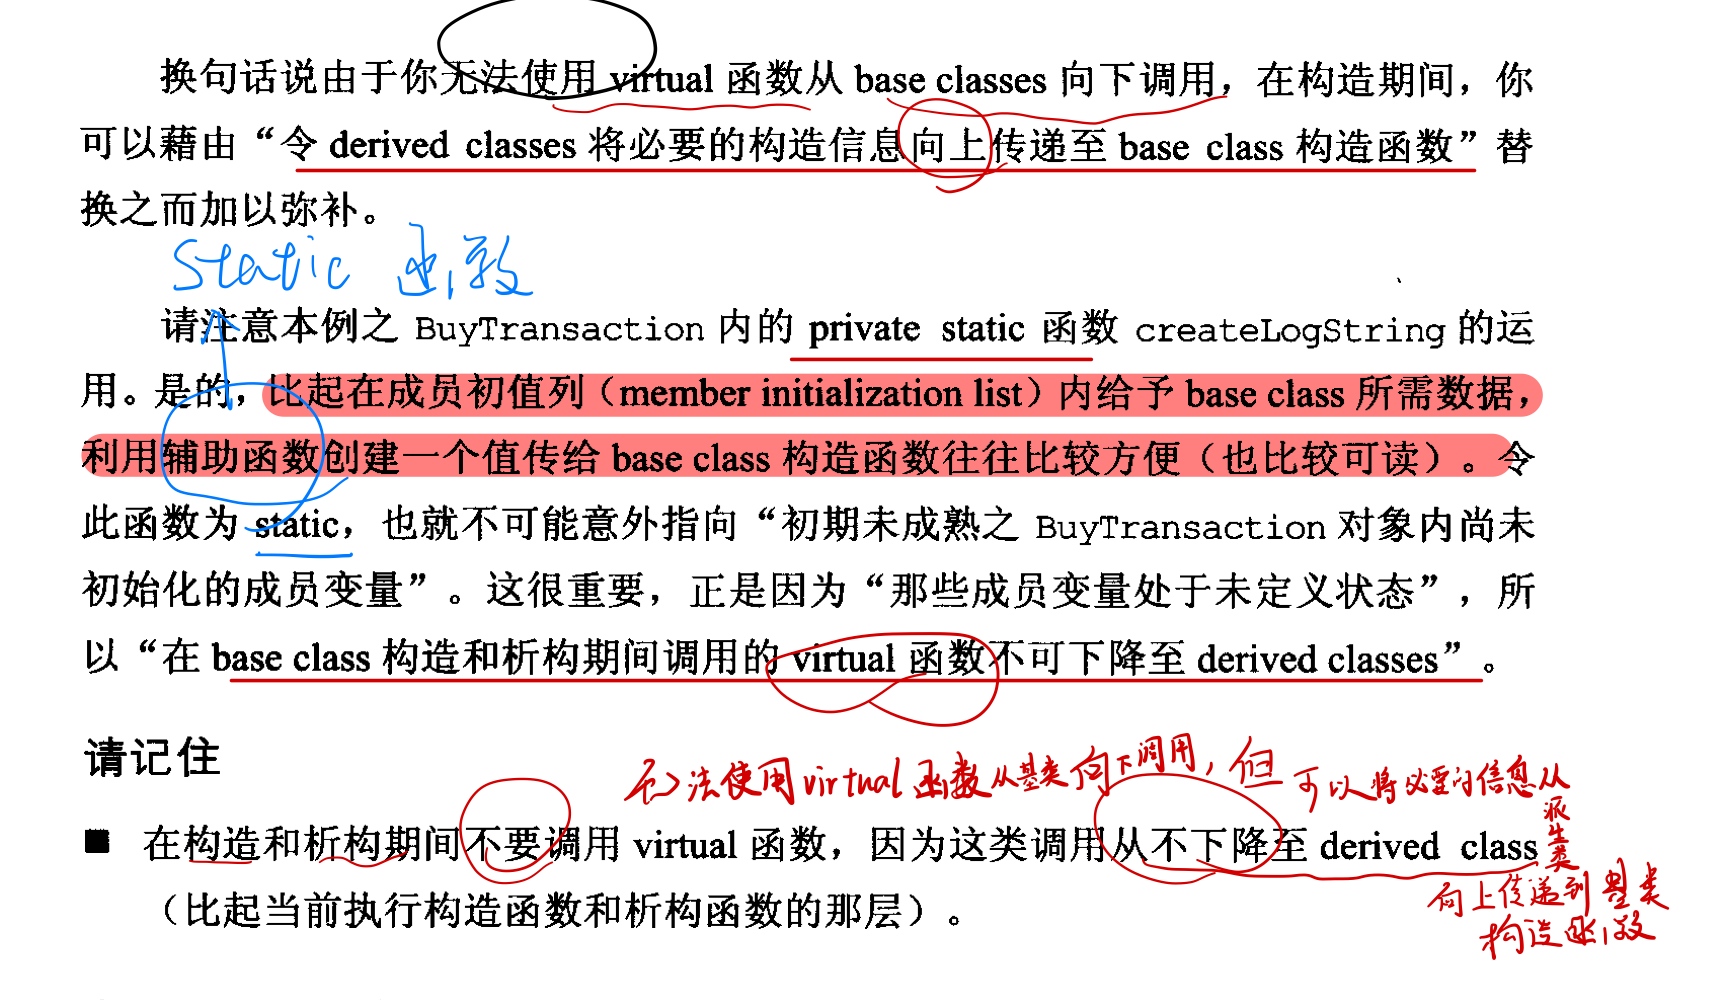 换句话说由于你无法使用 virtual 函数从 base classes 向下调用，在构造期间，你
可以藉由“令 derived classes 将必要的构造信息向上传递至 base class 构造函数”替
换之而加以弥补。
static 函数
请注意本例之 BuyTransaction 内的 private static 函数 createLogString 的运
用。是的，比起在成员初值列（member initialization list）内给予 base class 所需数据，
利用辅助函数创建一个值传给 base class 构造函数往往比较方便（也比较可读）。令
此函数为 static，也就不可能意外指向“初期未成熟之 BuyTransaction 对象内尚未
初始化的成员变量”。这很重要，正是因为“那些成员变量处于未定义状态”，所
以“在 base class 构造和析构期间调用的 virtual 函数不可下降至 derived classes”。
请记住
无法使用 virtual 函数从基类向下调用，但可以将必要的信息从
派生类
向上传递到基类
构造函数
■ 在构造和析构期间不要调用 virtual 函数，因为这类调用从不下降至 derived class
（比起当前执行构造函数和析构函数的那层）。